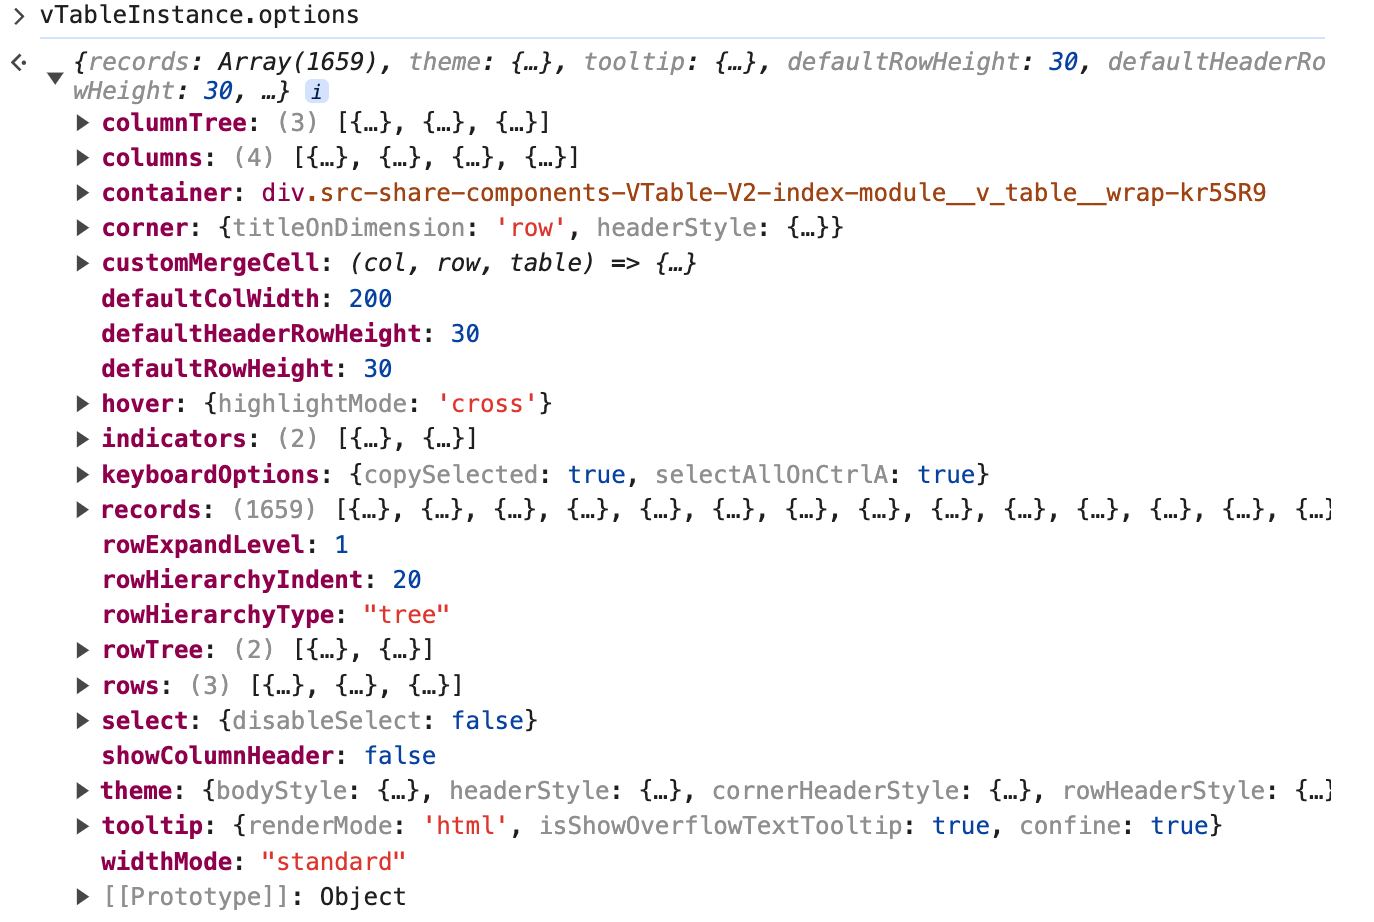 > vTableInstance.options
{records: Array(1659), theme: {…}, tooltip: {…}, defaultRowHeight: 30, defaultHeaderRo
wHeight: 30, …} i
columnTree: (3) [{…}, {…}, {…}]
columns: (4) [{…}, {…}, {…}, {…}]
container: div.src-share-components-VTable-V2-index-module__v_table__wrap-kr5SR9
corner: {titleOnDimension: 'row', headerStyle: {…}}
customMergeCell: (col, row, table) => {…}
defaultColWidth: 200
defaultHeaderRowHeight: 30
defaultRowHeight: 30
hover: {highlightMode: 'cross'}
indicators: (2) [{…}, {…}]
keyboardOptions: {copySelected: true, selectAllOnCtrlA: true}
records: (1659) [{…}, {…}, {…}, {…}, {…}, {…}, {…}, {…}, {…}, {…}, {…}, {…}, {…}, {…}
rowExpandLevel: 1
rowHierarchyIndent: 20
rowHierarchyType: "tree"
rowTree: (2) [{…}, {…}]
rows: (3) [{…}, {…}, {…}]
select: {disableSelect: false}
showColumnHeader: false
theme: {bodyStyle: {…}, headerStyle: {…}, cornerHeaderStyle: {…}, rowHeaderStyle: {…}
tooltip: {renderMode: 'html', isShowOverflowTextTooltip: true, confine: true}
widthMode: "standard"
[[Prototype]]: Object